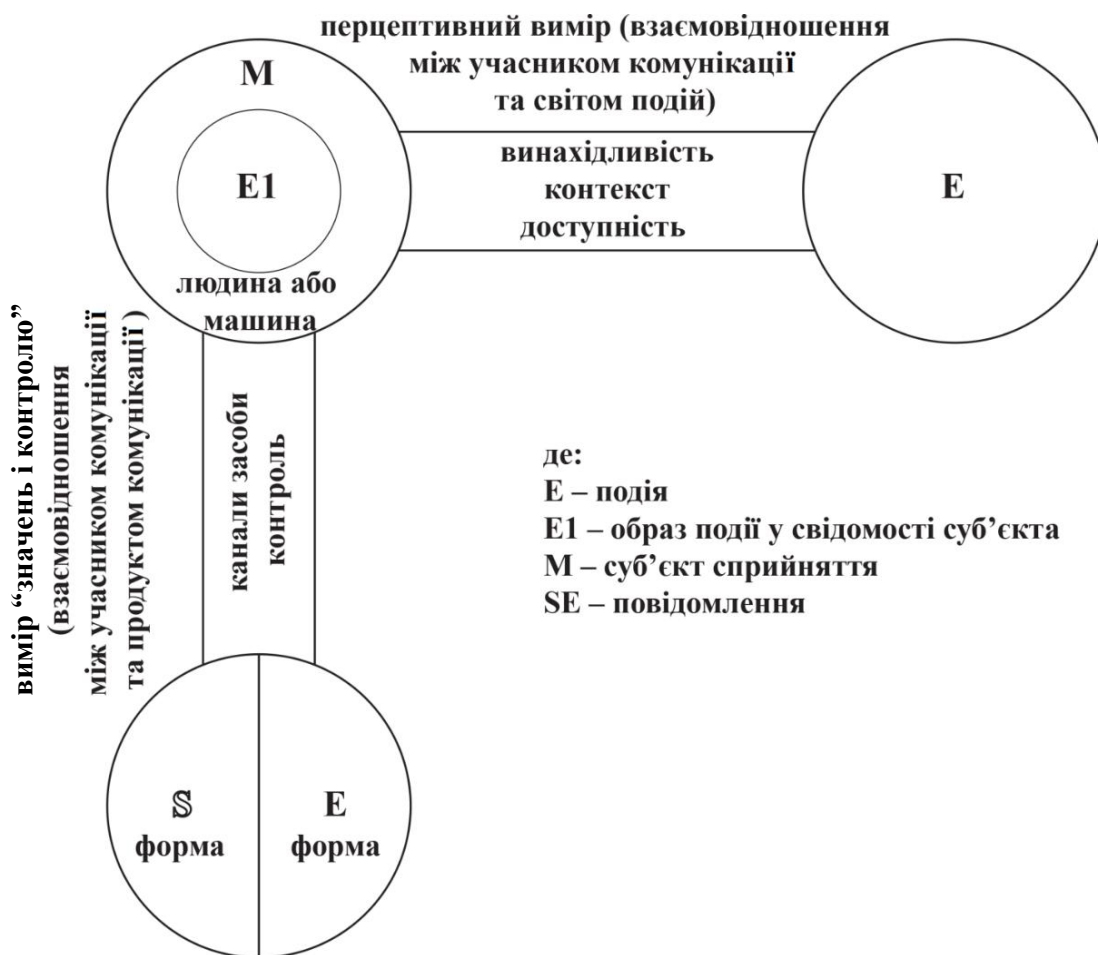 перцептивний вимір (взаємовідношення
між учасником комунікації
та світом подій)
М
Е1
людина або
машина
винахідливість
контекст
доступність
Е
вимір “значень і контролю”
(взаємовідношення
між учасником комунікації
та продуктом комунікації )
канали засоби
контроль
де:
Е – подія
Е1 – образ події у свідомості суб’єкта
М – суб’єкт сприйняття
SE – повідомлення
S
форма
Е
форма